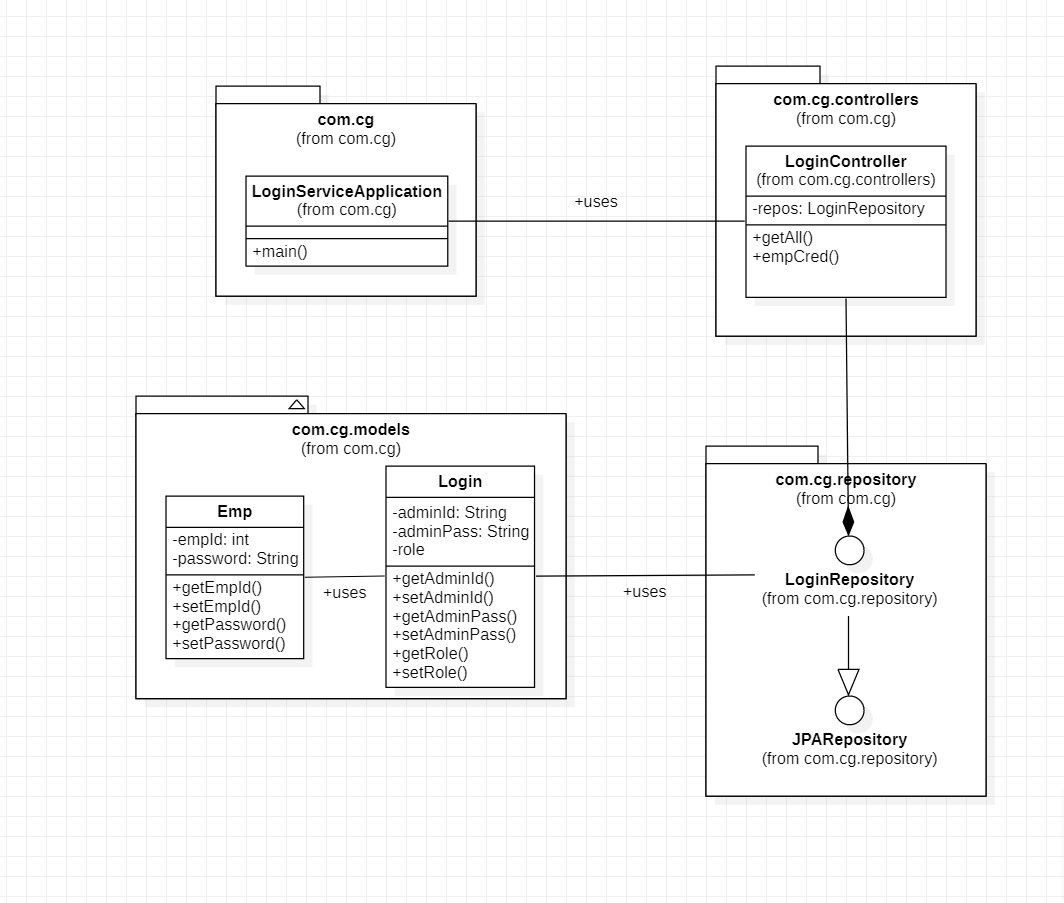 com.cg
(from com.cg)
LoginServiceApplication
(from com.cg)
+main()
+uses
com.cg.controllers
(from com.cg)
LoginController
(from com.cg.controllers)
-repos: LoginRepository
+getAll()
+empCred()
com.cg.models
(from com.cg)
Emp
-empId: int
-password: String
+getEmpId()
+setEmpId()
+getPassword()
+setPassword()
+uses
Login
-adminId: String
-adminPass: String
-role
+getAdminId()
+setAdminId()
+getAdminPass()
+setAdminPass()
+getRole()
+setRole()
+uses
com.cg.repository
(from com.cg)
LoginRepository
(from com.cg.repository)
JPARepository
(from com.cg.repository)